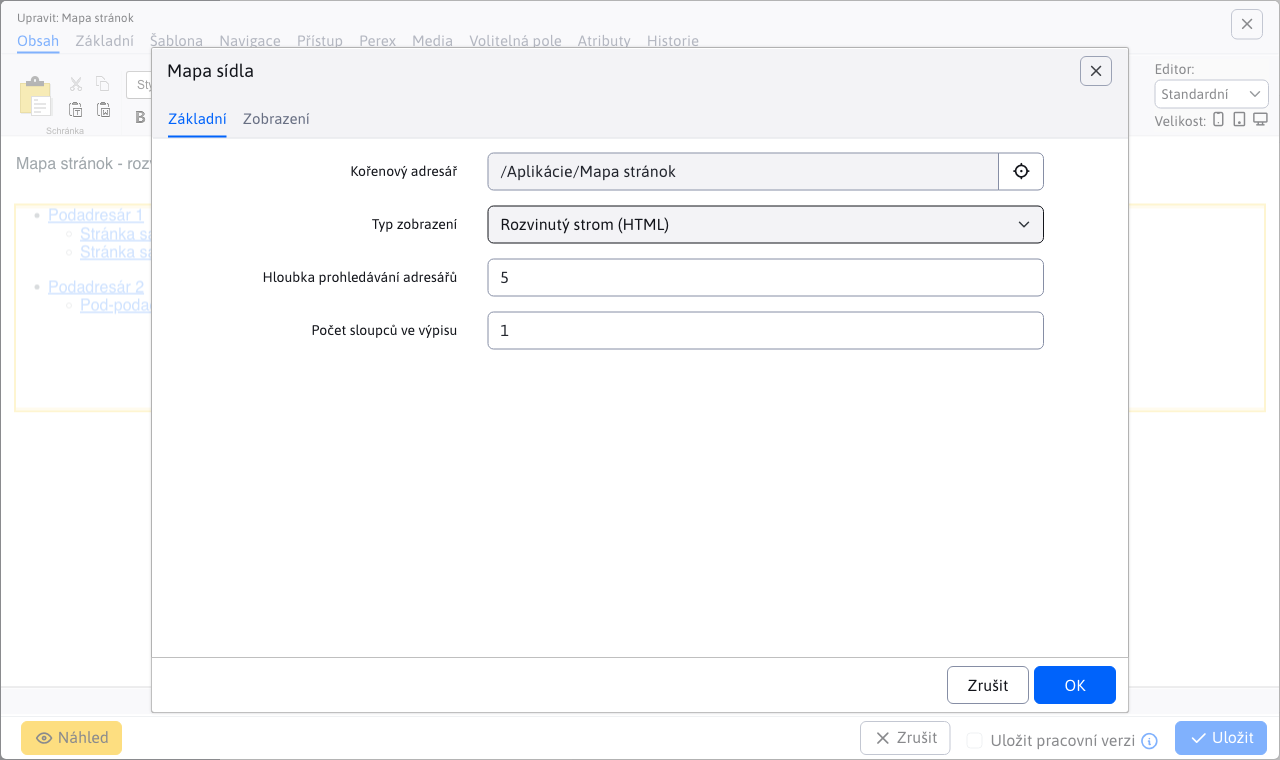 Upravit: Mapa stránok
Obsah Základní Šablona Navigace Přístup Perex Media Volitelná pole Atributy Historie
Mapa sídla
Editor:
Standardní
Velikost:
Schránka
B
Základní Zobrazení
Mapa stránok - rozv
Kořenový adresář /Aplikácie/Mapa stránok
Podadresár 1
Stránka
Stránka
Typ zobrazení Rozvinutý strom (HTML)
Hloubka prohledávání adresářů 5
Podadresár 2
Pod-podad
Počet sloupců ve výpisu 1
Zrušit OK
Náhled Zrušit Uložit pracovní verzi Uložit